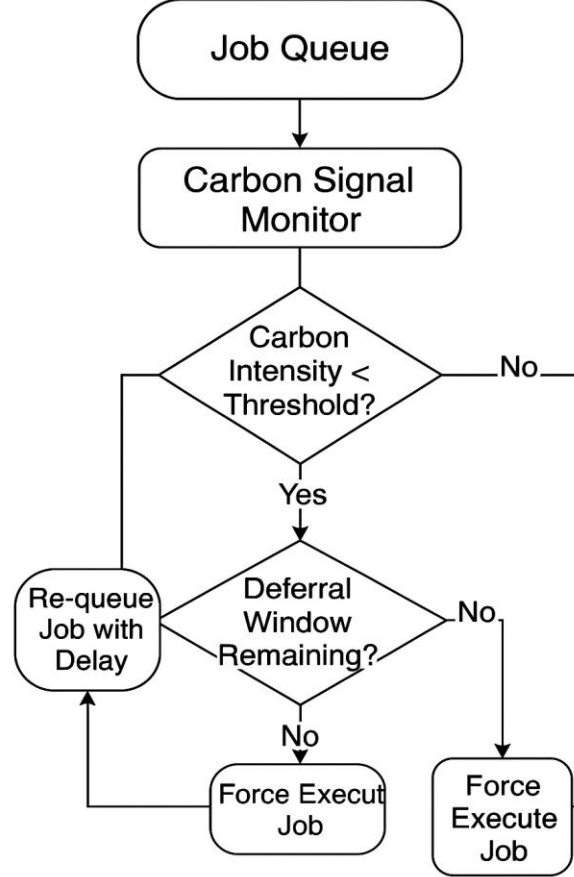 Job Queue
Carbon Signal
Monitor
Carbon
Intensity <
Threshold?
No
Yes
Deferral
Window
Remaining?
No
Re-queue
Job with
Delay
No
Force Execut
Job
Force
Execute
Job